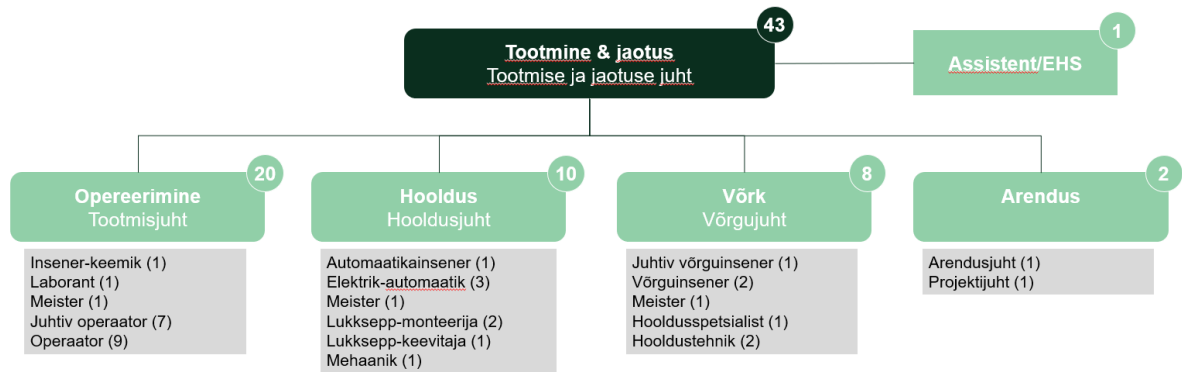 43
Tootmine & jaotus
Tootmise ja jaotuse juht
1
Assistent/EHS
20
Opereerimine
Tootmisjuht
Insener-keemik (1)
Laborant (1)
Meister (1)
Juhtiv operaator (7)
Operaator (9)
10
Hooldus
Hooldusjuht
Automaatikainsener (1)
Elektrik-automaatik (3)
Meister (1)
Lukksepp-monteerija (2)
Lukksepp-keevitaja (1)
Mehaanik (1)
8
Võrk
Võrgujuht
Juhtiv võrguinsener (1)
Võrguinsener (2)
Meister (1)
Hooldusspetsialist (1)
Hooldustehnik (2)
2
Arendus
Arendusjuht (1)
Projektijuht (1)